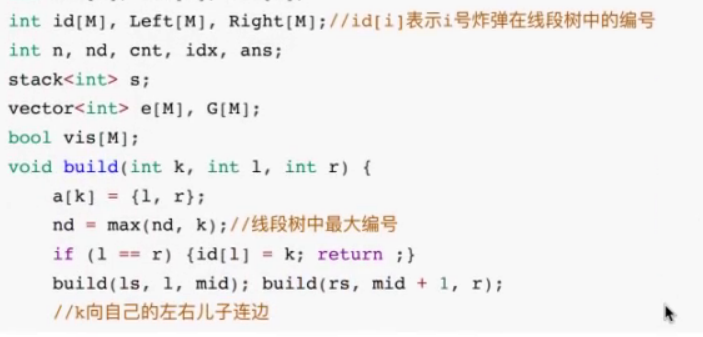 int id[M], Left[M], Right[M];//id[i]表示i号炸弹在线段树中的编号
int n, nd, cnt, idx, ans;
stack<int> s;
vector<int> e[M], G[M];
bool vis[M];
void build(int k, int l, int r) {
    a[k] = {l, r};
    nd = max(nd, k);//线段树中最大编号
    if (l == r) {id[l] = k; return ;}
    build(ls, l, mid); build(rs, mid + 1, r);
    //k向自己的左右儿子连边